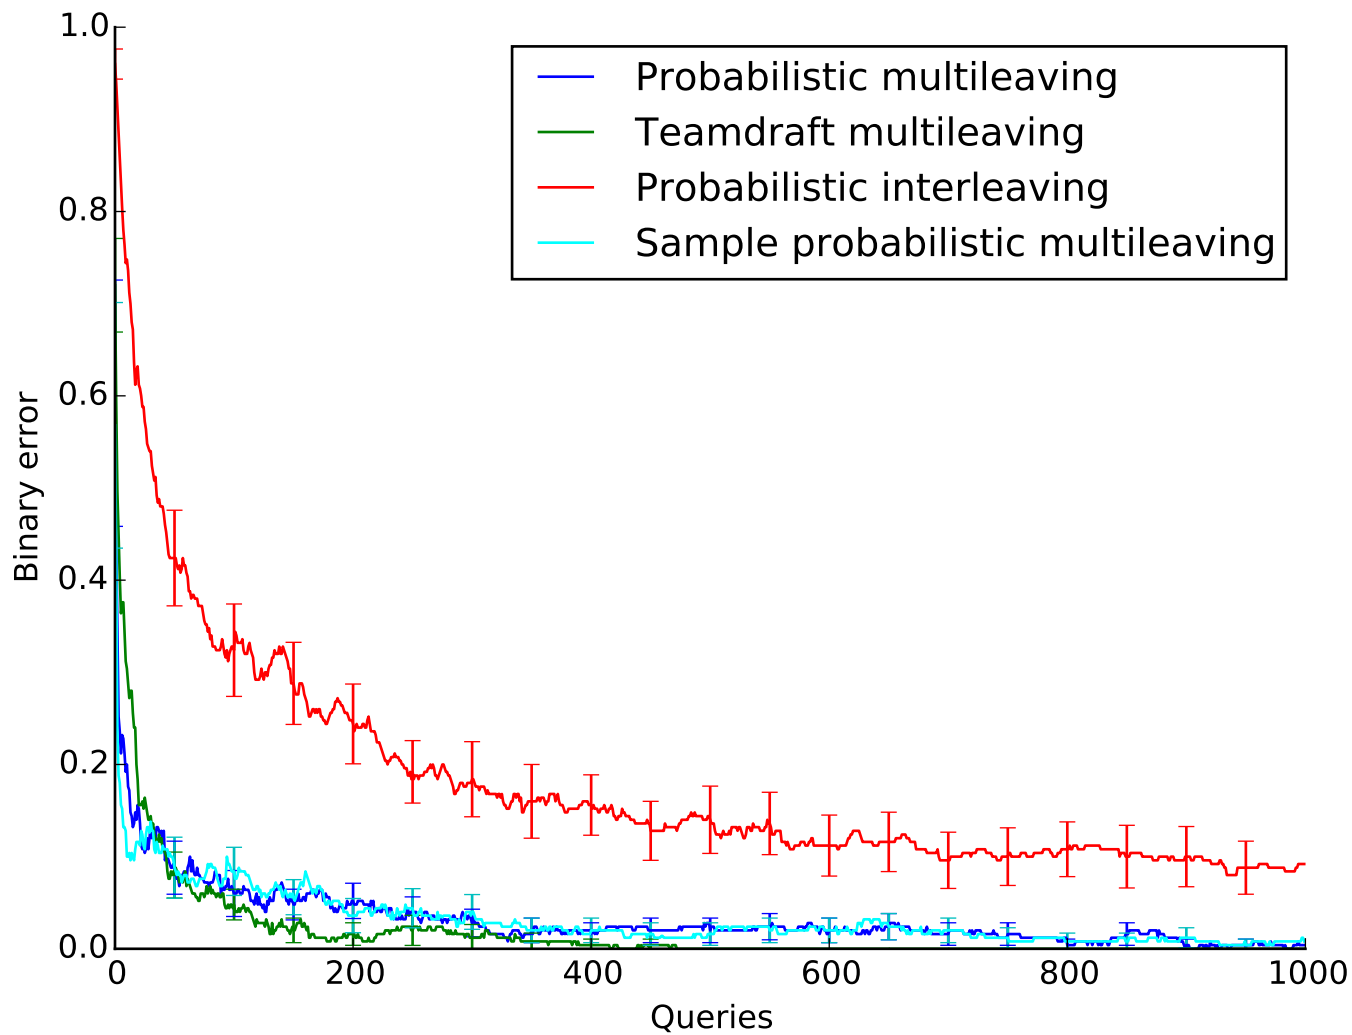 1.0
0.8
0.6
0.4
0.2
0.0
Binary error
Probabilistic multileaving
Teamdraft multileaving
Probabilistic interleaving
Sample probabilistic multileaving
0 200 400 600 800 1000
Queries